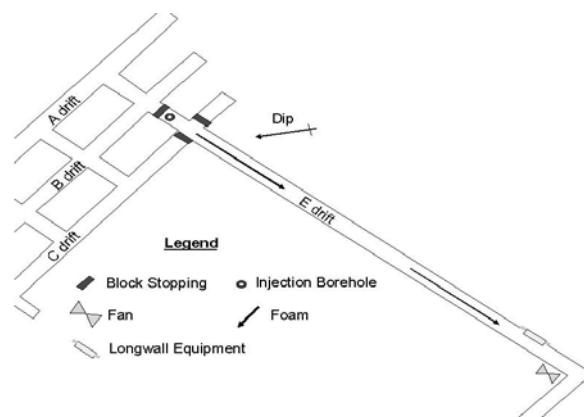 A drift
Dip
B drift
E drift
C drift
Legend
Block Stopping
Injection Borehole
Fan
Foam
Longwall Equipment